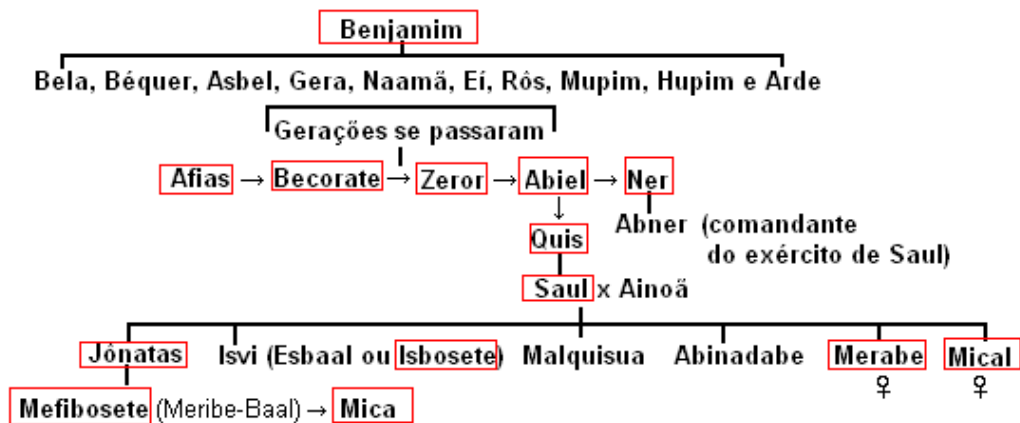 Benjamim
Bela, Béquer, Asbel, Gera, Naamã, Eí, Rôs, Mupim, Hupim e Arde
Gerações se passaram
Afias → Becorate → Zeror → Abiel → Ner
↓
Quis
Abner (comandante
do exército de Saul)
Saul x Ainoã
Jônatas Isvi (Esbaal ou Isbosete) Malquisua Abinadabe Merabe Mical
♀ ♀
Mefibosete (Meribe-Baal) → Mica